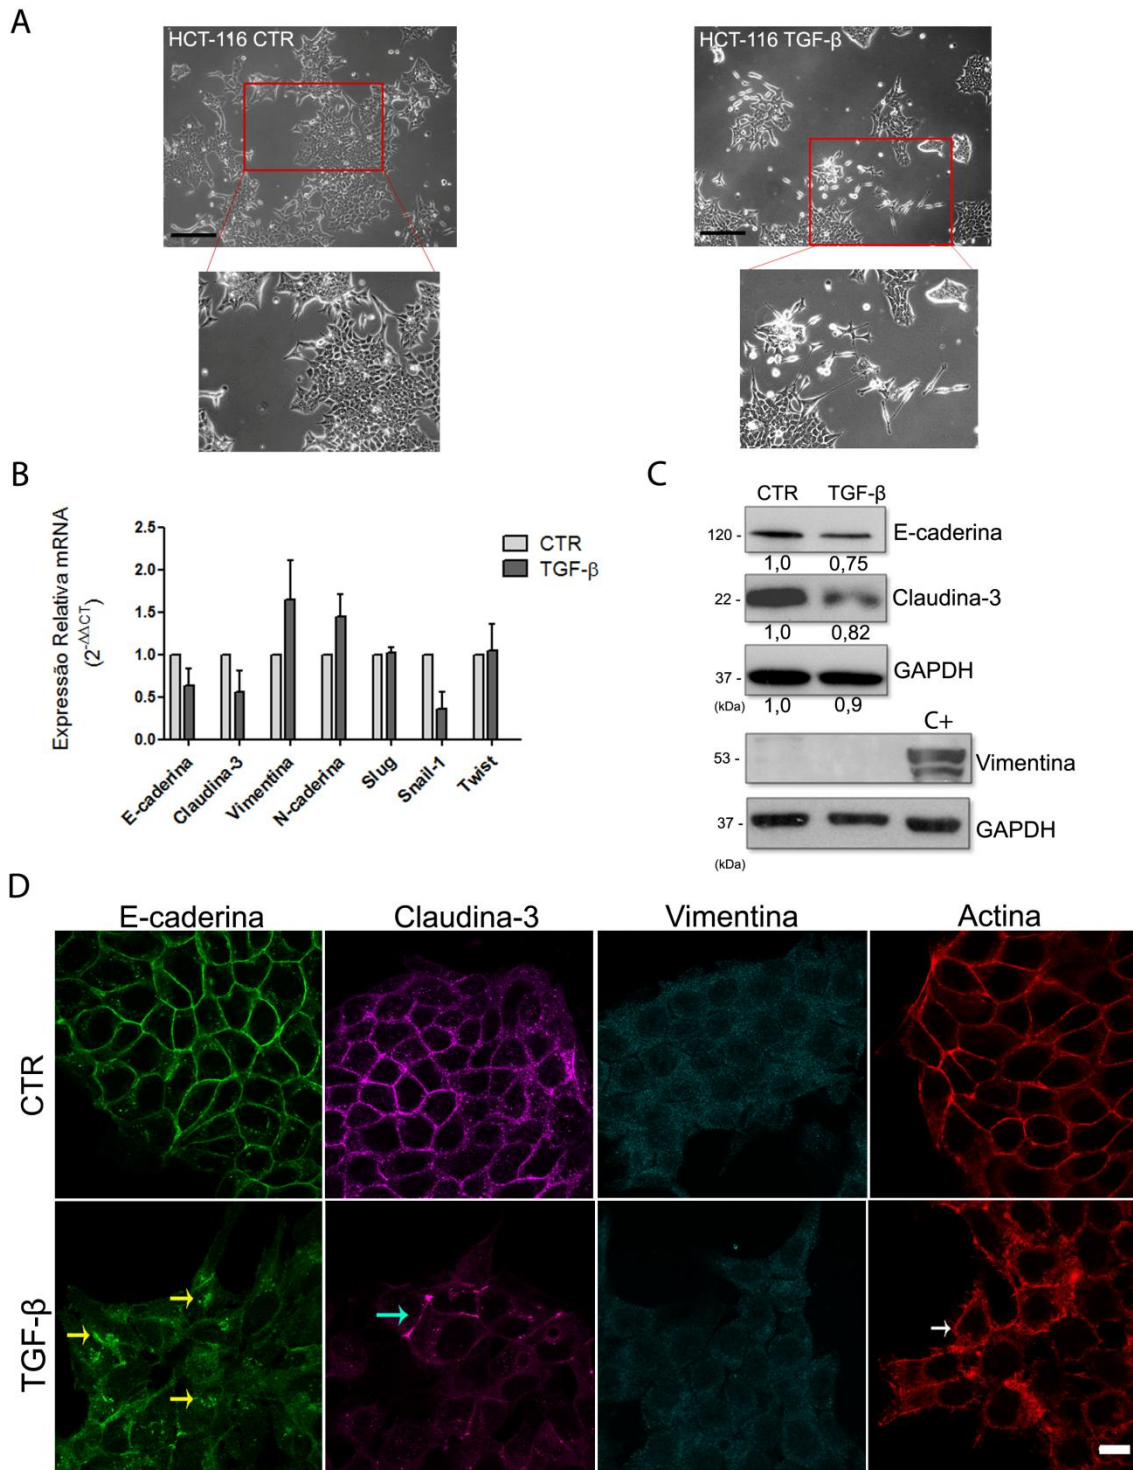 A
HCT-116 CTR
HCT-116 TGF-β
B
Expressão Relativa mRNA
(2^-ΔΔCT)
2.5
2.0
1.5
1.0
0.5
0.0
CTR
TGF-β
E-caderina
Claudina-3
Vimentina
N-caderina
Slug
Snail-1
Twist
C
CTR TGF-β
120 - E-caderina
1,0 0,75
22 - Claudina-3
1,0 0,82
37 - GAPDH
(kDa) 1,0 0,9
C+
53 - Vimentina
37 - GAPDH
(kDa)
D
E-caderina Claudina-3 Vimentina Actina
CTR
TGF-β